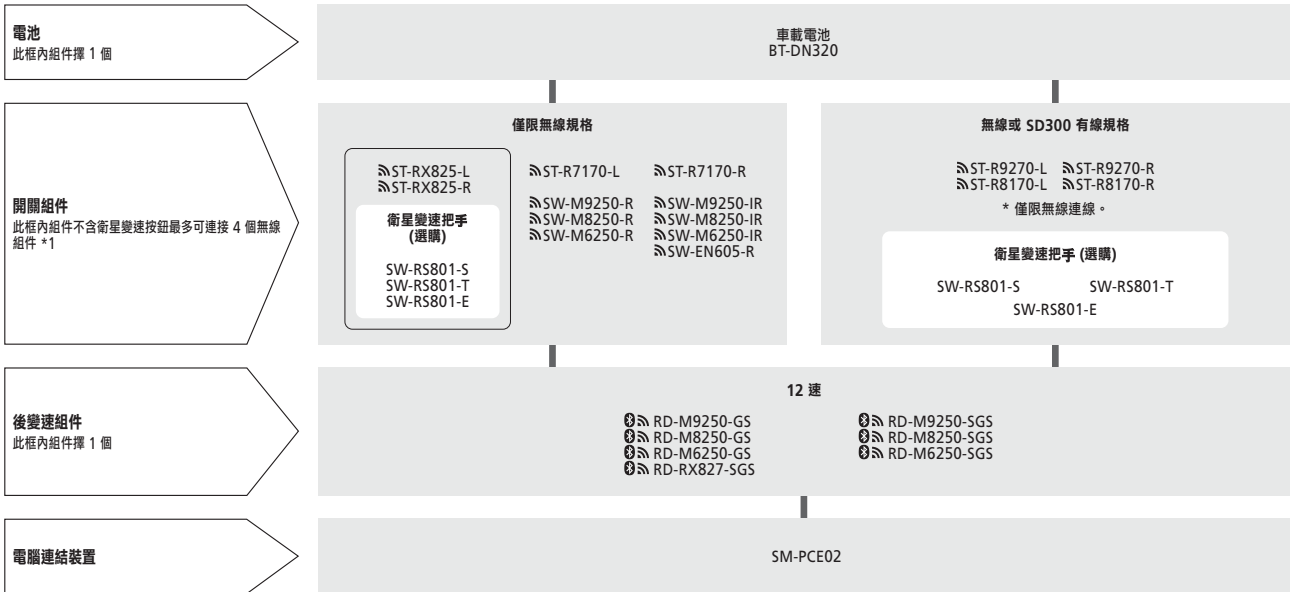 電池
此框內組件擇 1 個
車載電池
BT-DN320
開關組件
此框內組件不含衛星變速按鈕最多可連接 4 個無線
組件 *1
僅限無線規格
ST-RX825-L
ST-RX825-R
衛星變速把手
(選購)
SW-RS801-S
SW-RS801-T
SW-RS801-E
ST-R7170-L ST-R7170-R
SW-M9250-R SW-M9250-IR
SW-M8250-R SW-M8250-IR
SW-M6250-R SW-M6250-IR
SW-EN605-R
無線或 SD300 有線規格
ST-R9270-L ST-R9270-R
ST-R8170-L ST-R8170-R
* 僅限無線連線。
衛星變速把手 (選購)
SW-RS801-S SW-RS801-T
SW-RS801-E
後變速組件
此框內組件擇 1 個
12 速
RD-M9250-GS RD-M9250-SGS
RD-M8250-GS RD-M8250-SGS
RD-M6250-GS RD-M6250-SGS
RD-RX827-SGS
電腦連結裝置
SM-PCE02